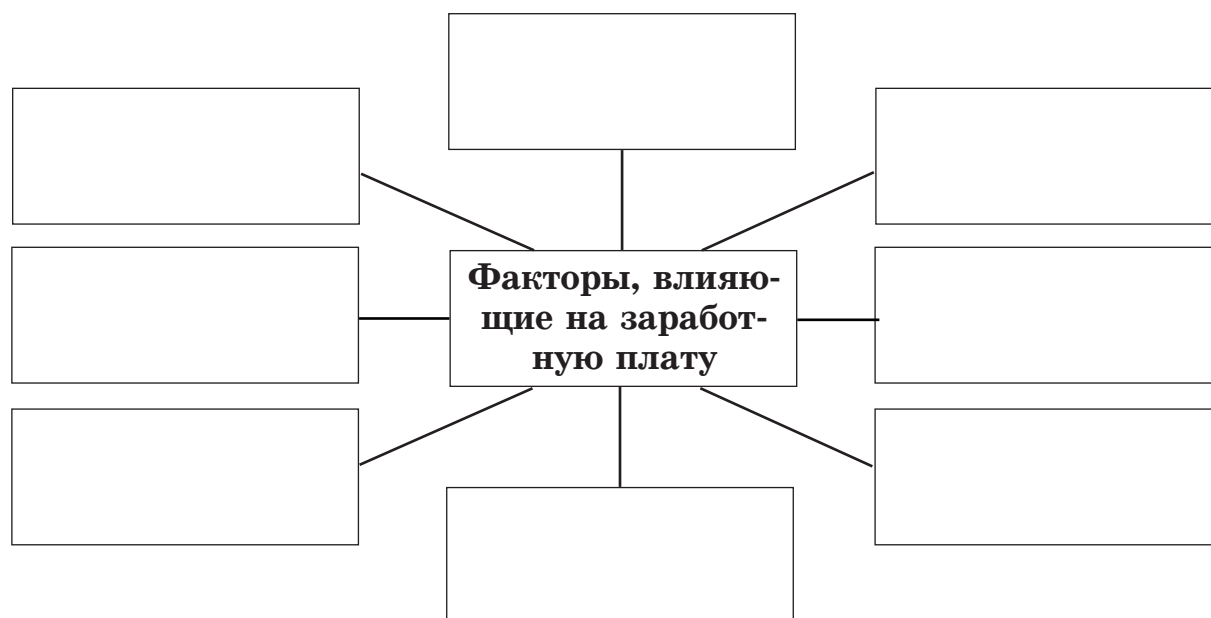 Факторы, влияю-
щие на заработ-
ную плату